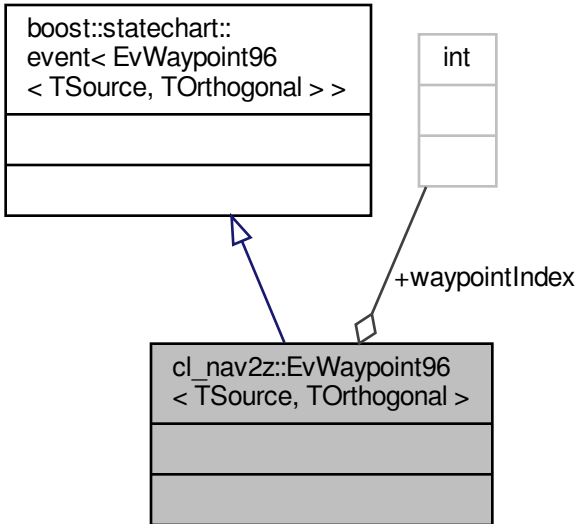 boost::statechart::
event< EvWaypoint96
< TSource, TOrthogonal > >
int
+waypointIndex
cl_nav2z::EvWaypoint96
< TSource, TOrthogonal >